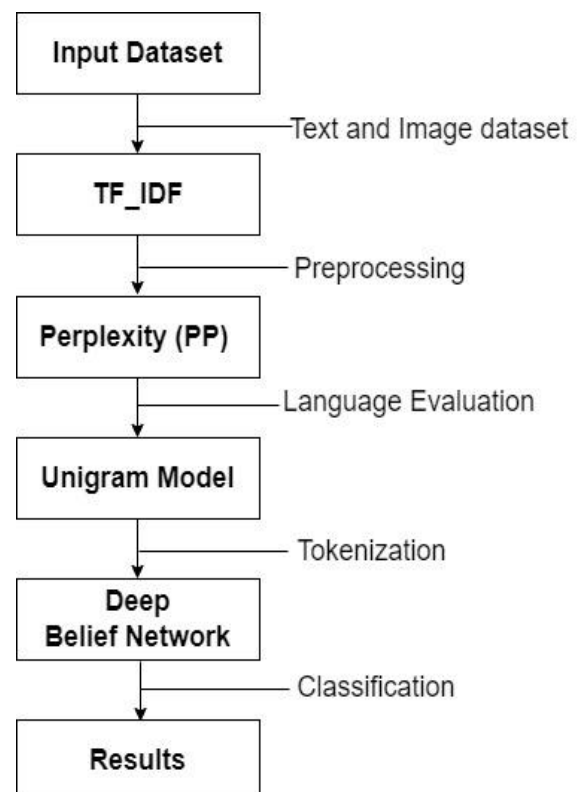 Input Dataset
Text and Image dataset
TF_IDF
Preprocessing
Perplexity (PP)
Language Evaluation
Unigram Model
Tokenization
Deep
Belief Network
Classification
Results